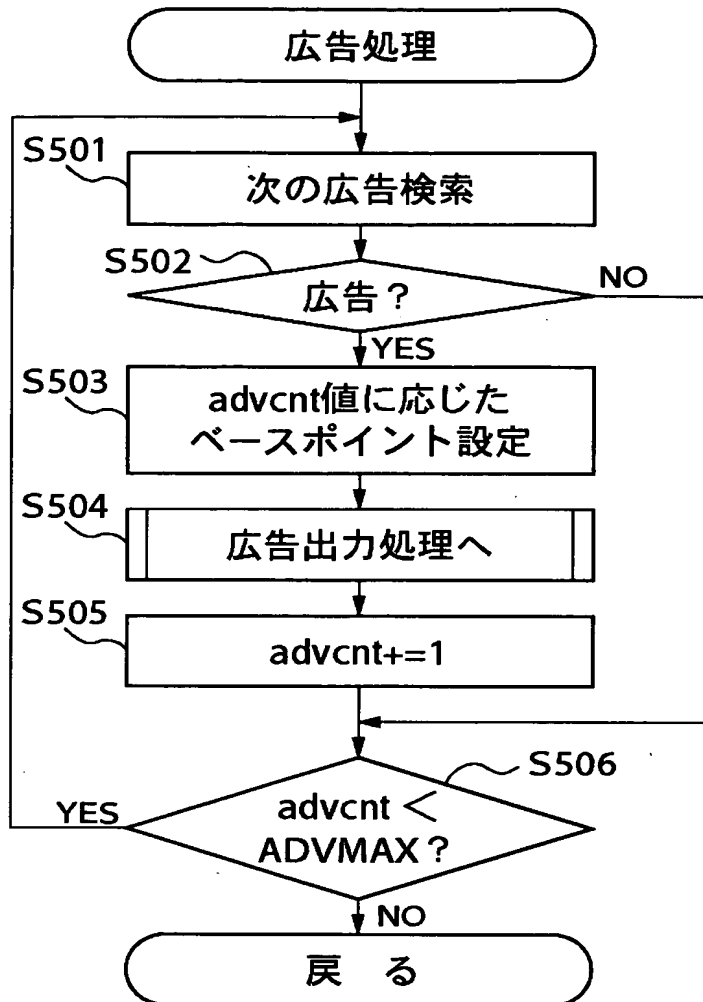 広告処理
S501
次の広告検索
S502
広告？
NO
YES
S503
advcnt値に応じた
ベースポイント設定
S504
広告出力処理へ
S505
advcnt+=1
S506
advcnt＜
ADVMAX？
YES
NO
戻 る